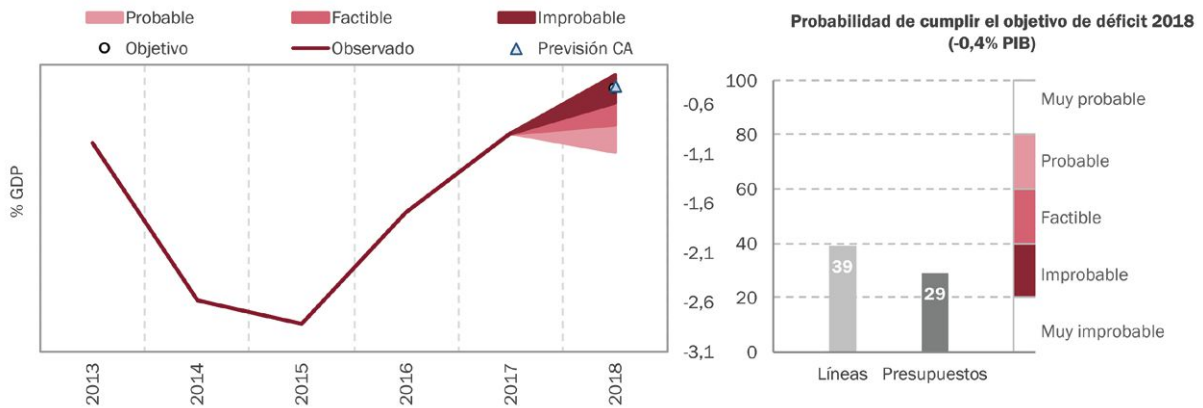 Probable
Factible
Improbable
Objetivo
Observado
Previsión CA
% GDP
-0,6
-1,1
-1,6
-2,1
-2,6
-3,1
2013
2014
2015
2016
2017
2018
Probabilidad de cumplir el objetivo de déficit 2018
(-0,4% PIB)
100
80
60
40
20
0
39
29
Líneas
Presupuestos
Muy probable
Probable
Factible
Improbable
Muy improbable